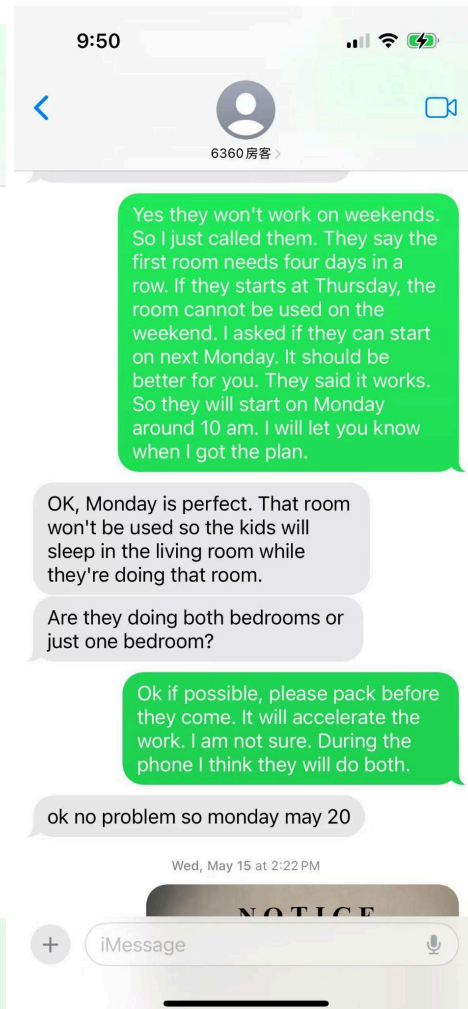 9:50
6360房客
Yes they won't work on weekends.
So I just called them. They say the
first room needs four days in a
row. If they starts at Thursday, the
room cannot be used on the
weekend. I asked if they can start
on next Monday. It should be
better for you. They said it works.
So they will start on Monday
around 10 am. I will let you know
when I got the plan.
OK, Monday is perfect. That room
won't be used so the kids will
sleep in the living room while
they're doing that room.
Are they doing both bedrooms or
just one bedroom?
Ok if possible, please pack before
they come. It will accelerate the
work. I am not sure. During the
phone I think they will do both.
ok no problem so monday may 20
Wed, May 15 at 2:22 PM
NOTICE
iMessage